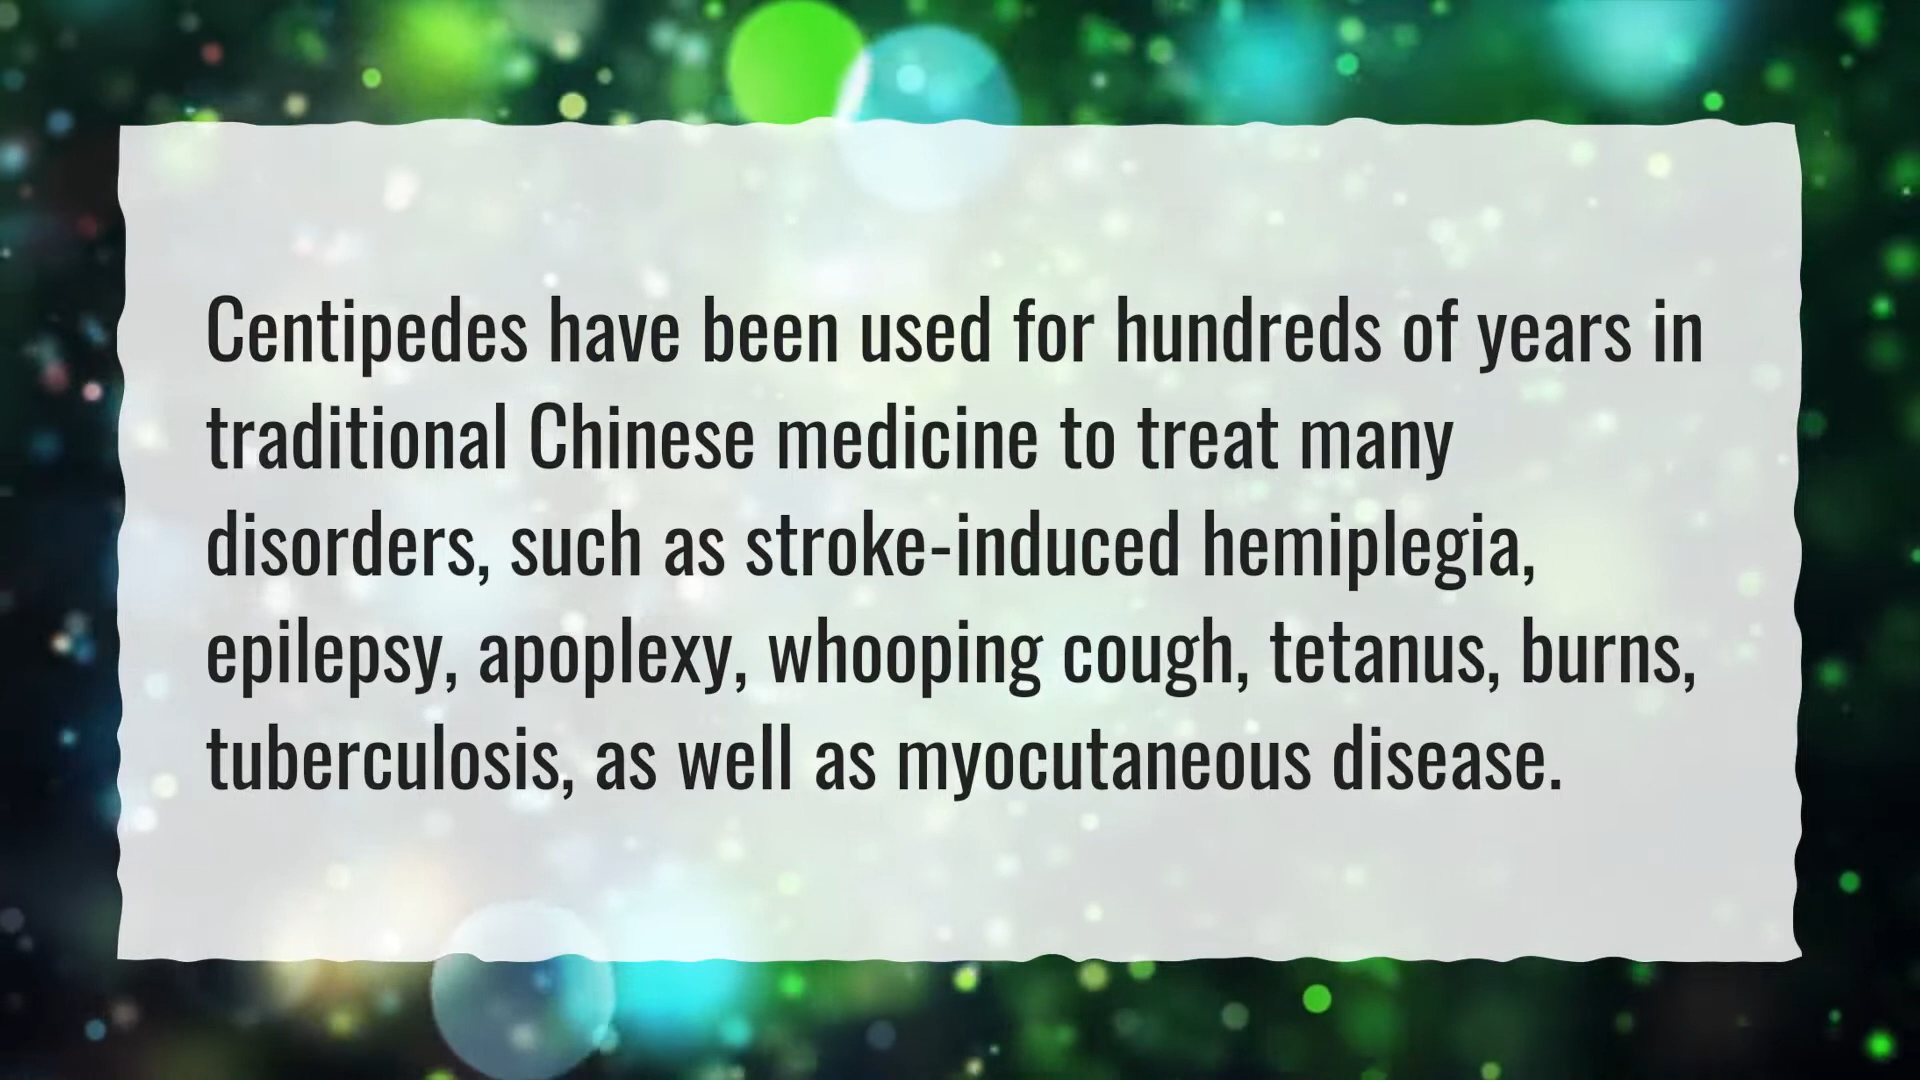 Centipedes have been used for hundreds of years in
traditional Chinese medicine to treat many
disorders, such as stroke-induced hemiplegia,
epilepsy, apoplexy, whooping cough, tetanus, burns,
tuberculosis, as well as myocutaneous disease.